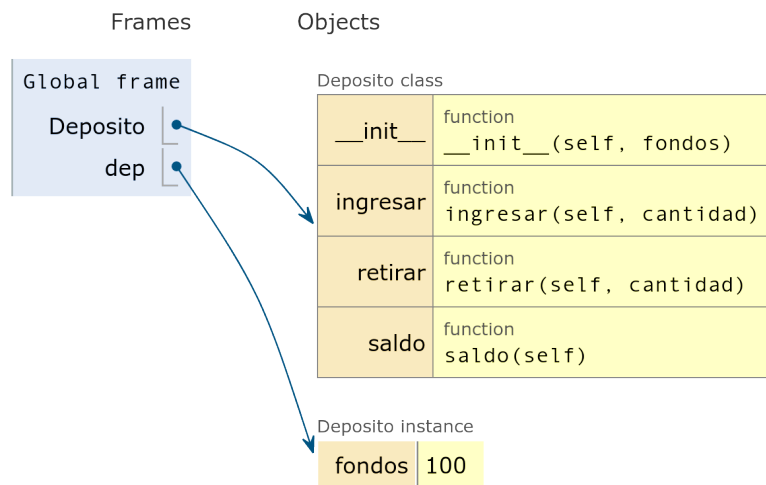 Frames Objects
Global frame
Deposito
dep
Deposito class
__init__ function
__init__(self, fondos)
ingresar function
ingresar(self, cantidad)
retirar function
retirar(self, cantidad)
saldo function
saldo(self)
Deposito instance
fondos 100